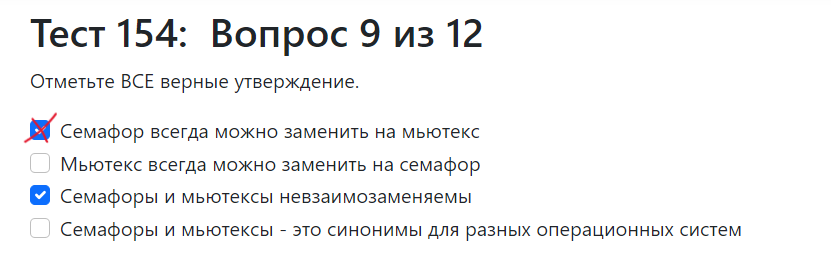 Тест 154: Вопрос 9 из 12
Отметьте ВСЕ верные утверждение.
Семафор всегда можно заменить на мьютекс
Мьютекс всегда можно заменить на семафор
Семафоры и мьютексы невзаимозаменяемы
Семафоры и мьютексы - это синонимы для разных операционных систем